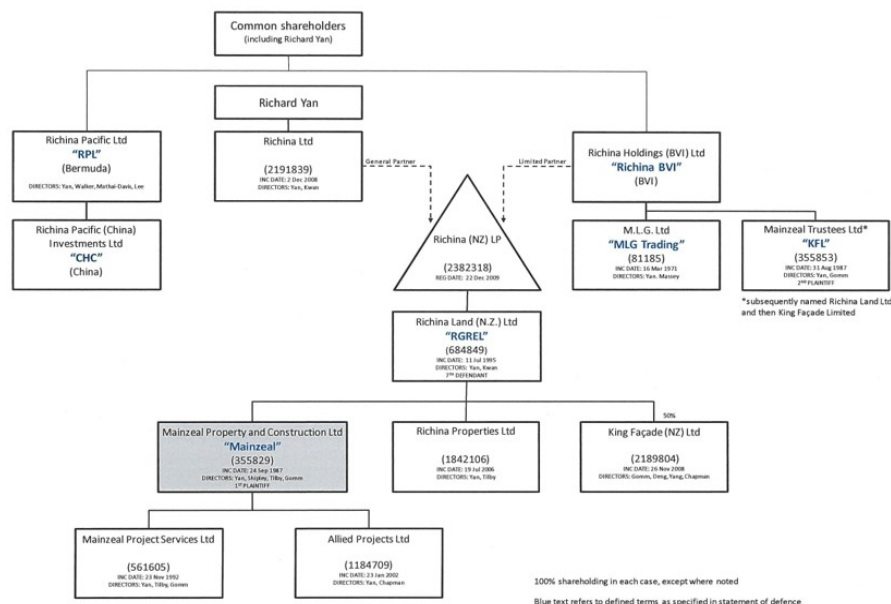 Common shareholders
(including Richard Yan)
Richard Yan
Richina Pacific Ltd
"RPL"
(Bermuda)
DIRECTORS: Yan, Walker, Mathai-Davis, Lee
Richina Ltd
(2191839)
INC DATE: 2 Dec 2008
DIRECTORS: Yan, Kwan
General Partner
Limited Partner
Richina Holdings (BVI) Ltd
"Richina BVI"
(BVI)
Richina Pacific (China)
Investments Ltd
"CHC"
(China)
Richina (NZ) LP
(2382318)
REG DATE: 22 Dec 2009
M.L.G. Ltd
"MLG Trading"
(81185)
INC DATE: 16 Mar 1971
DIRECTORS: Yan, Massey
Mainzeal Trustees Ltd*
"KFL"
(355853)
INC DATE: 31 Aug 1987
DIRECTORS: Yan, Gomm
2ND PLAINTIFF
*subsequently named Richina Land Ltd
and then King Façade Limited
Richina Land (N.Z.) Ltd
"RGREL"
(684849)
INC DATE: 11 Jul 1995
DIRECTORS: Yan, Kwan
7TH DEFENDANT
50%
Mainzeal Property and Construction Ltd
"Mainzeal"
(355829)
INC DATE: 24 Sep 1987
DIRECTORS: Yan, Shipley, Tilby, Gomm
1ST PLAINTIFF
Richina Properties Ltd
(1842106)
INC DATE: 19 Jul 2006
DIRECTORS: Yan, Tilby
King Façade (NZ) Ltd
(2189804)
INC DATE: 26 Nov 2008
DIRECTORS: Gomm, Deng, Yang, Chapman
Mainzeal Project Services Ltd
(561605)
INC DATE: 23 Nov 1992
DIRECTORS: Yan, Tilby, Gomm
Allied Projects Ltd
(1184709)
INC DATE: 23 Jan 2002
DIRECTORS: Yan, Chapman
100% shareholding in each case, except where noted
Blue text refers to defined terms as specified in statement of defence